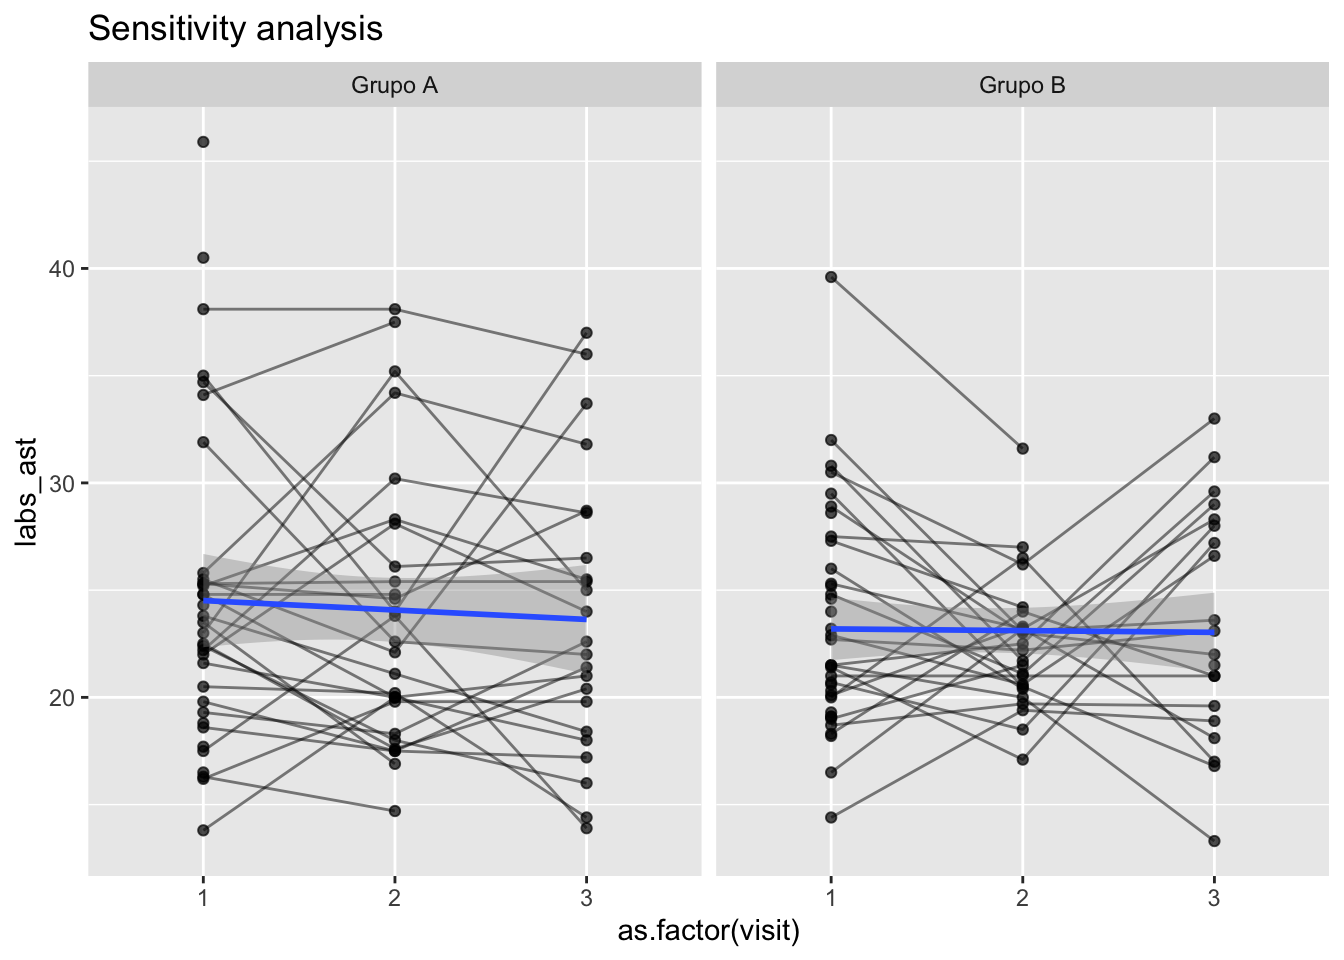 Sensitivity analysis
Grupo A
Grupo B
labs_ast
40
30
20
1
2
3
1
2
3
as.factor(visit)